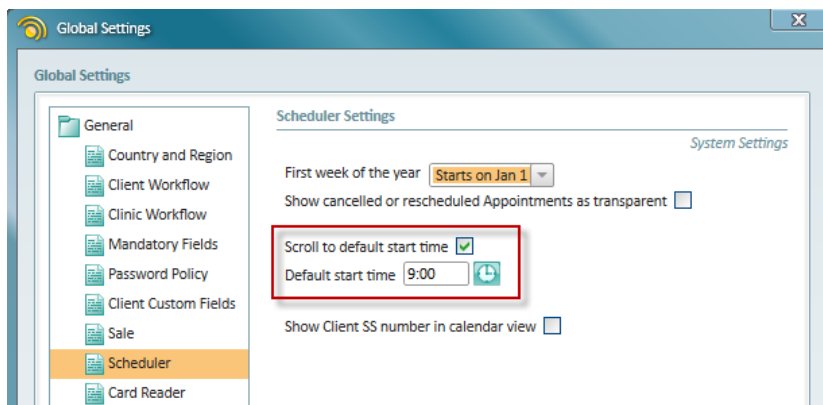 Global Settings
Global Settings
General
Country and Region
Client Workflow
Clinic Workflow
Mandatory Fields
Password Policy
Client Custom Fields
Sale
Scheduler
Card Reader
Scheduler Settings
System Settings
First week of the year Starts on Jan 1
Show cancelled or rescheduled Appointments as transparent
Scroll to default start time
Default start time 9:00
Show Client SS number in calendar view